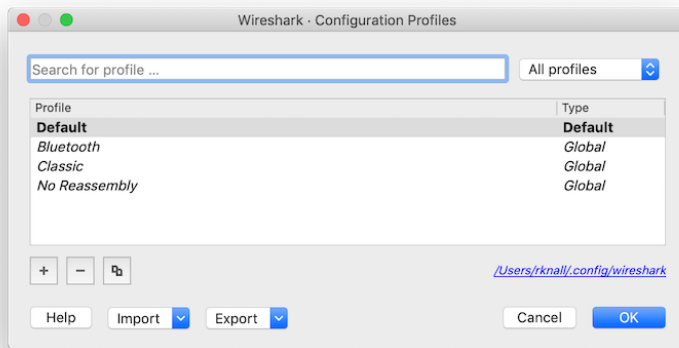 Wireshark · Configuration Profiles
Search for profile ...
All profiles
Profile Type
Default Default
Bluetooth Global
Classic Global
No Reassembly Global
+ −
/Users/rknall/.config/wireshark
Help Import Export Cancel OK